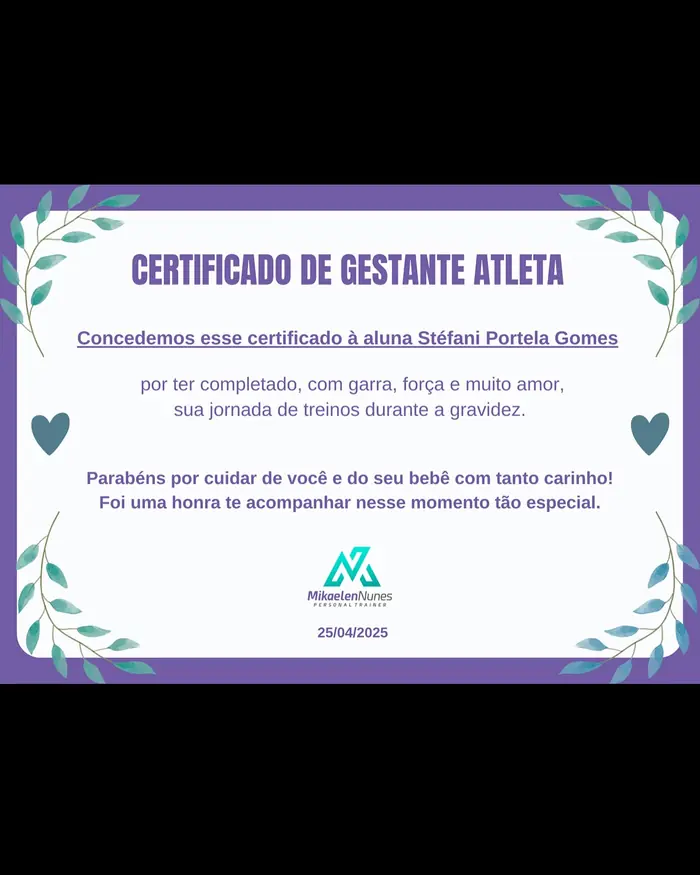 CERTIFICADO DE GESTANTE ATLETA
Concedemos esse certificado à aluna Stéfani Portela Gomes
por ter completado, com garra, força e muito amor,
sua jornada de treinos durante a gravidez.
Parabéns por cuidar de você e do seu bebê com tanto carinho!
Foi uma honra te acompanhar nesse momento tão especial.
MikaelenNunes
PERSONAL TRAINER
25/04/2025